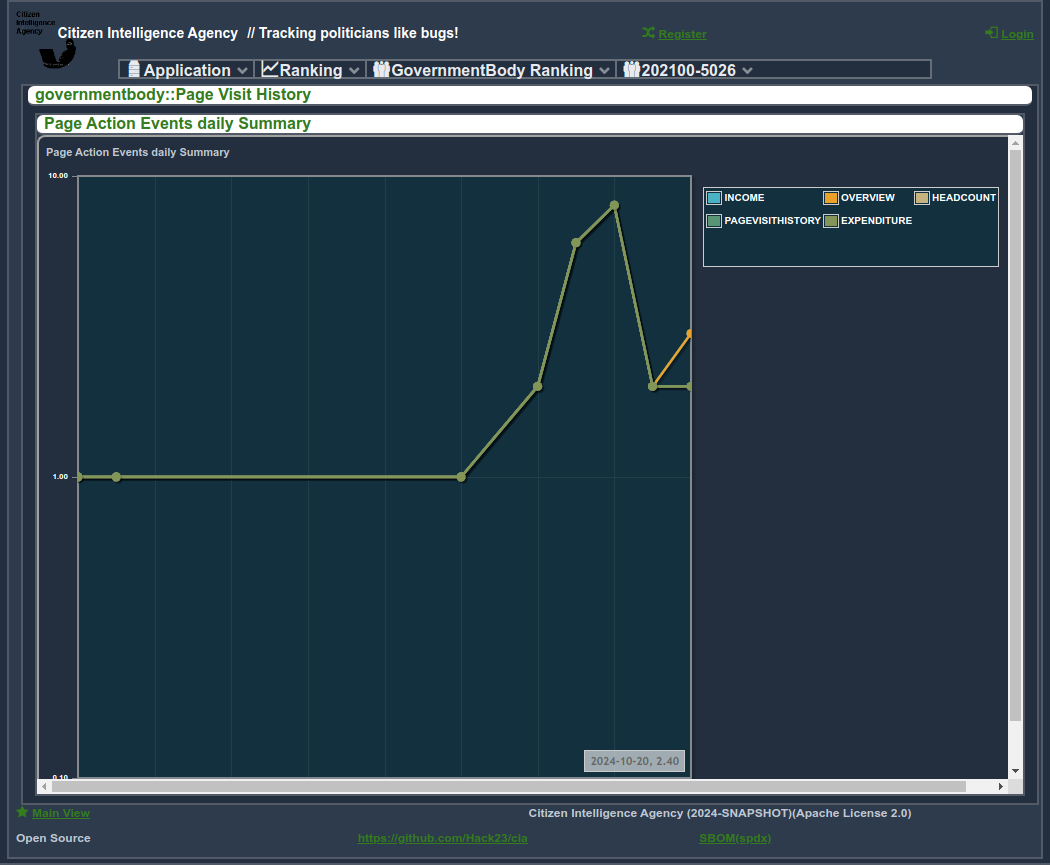 Citizen
Intelligence
Agency
Citizen Intelligence Agency // Tracking politicians like bugs!
Register
Login
Application
Ranking
GovernmentBody Ranking
202100-5026
governmentbody::Page Visit History
Page Action Events daily Summary
Page Action Events daily Summary
10.00
1.00
0.10
INCOME
OVERVIEW
HEADCOUNT
PAGEVISITHISTORY
EXPENDITURE
2024-10-20, 2.40
Main View
Citizen Intelligence Agency (2024-SNAPSHOT)(Apache License 2.0)
Open Source
https://github.com/Hack23/cia
SBOM(spdx)